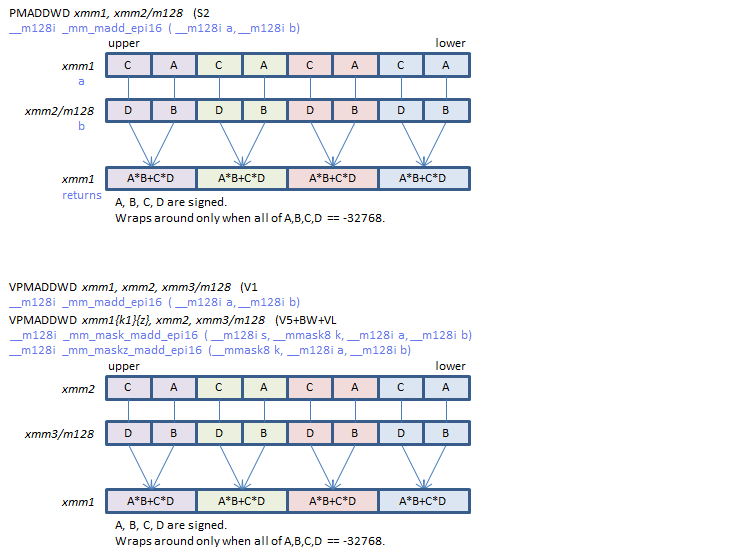 PMADDWD xmm1, xmm2/m128 (S2
__m128i _mm_madd_epi16 ( __m128i a, __m128i b)
upper lower
xmm1 C A C A C A C A
a
xmm2/m128 D B D B D B D B
b
xmm1 A*B+C*D A*B+C*D A*B+C*D A*B+C*D
returns
A, B, C, D are signed.
Wraps around only when all of A,B,C,D == -32768.
VPMADDWD xmm1, xmm2, xmm3/m128 (V1
__m128i _mm_madd_epi16 ( __m128i a, __m128i b)
VPMADDWD xmm1{k1}{z}, xmm2, xmm3/m128 (V5+BW+VL
__m128i _mm_mask_madd_epi16 ( __m128i s, __mmask8 k, __m128i a, __m128i b)
__m128i _mm_maskz_madd_epi16 (__mmask8 k, __m128i a, __m128i b)
upper lower
xmm2 C A C A C A C A
xmm3/m128 D B D B D B D B
xmm1 A*B+C*D A*B+C*D A*B+C*D A*B+C*D
A, B, C, D are signed.
Wraps around only when all of A,B,C,D == -32768.